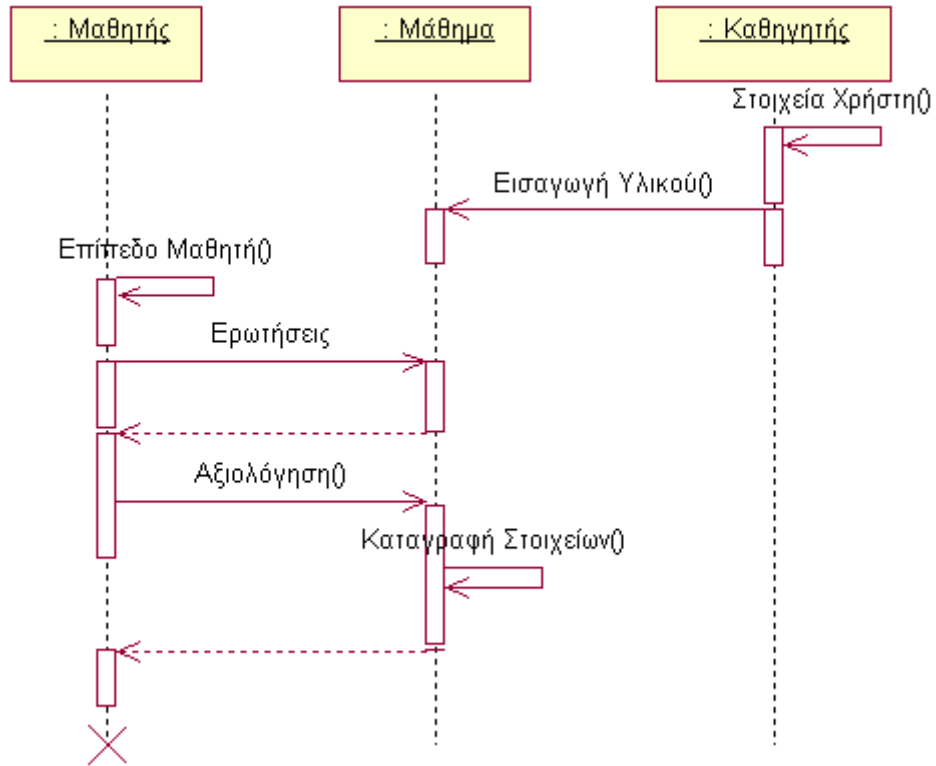 : Μαθητής
: Μάθημα
: Καθηγητής
Στοιχεία Χρήστη()
Εισαγωγή Υλικού()
Επίπεδο Μαθητή()
Ερωτήσεις
Αξιολόγηση()
Καταγραφή Στοιχείων()